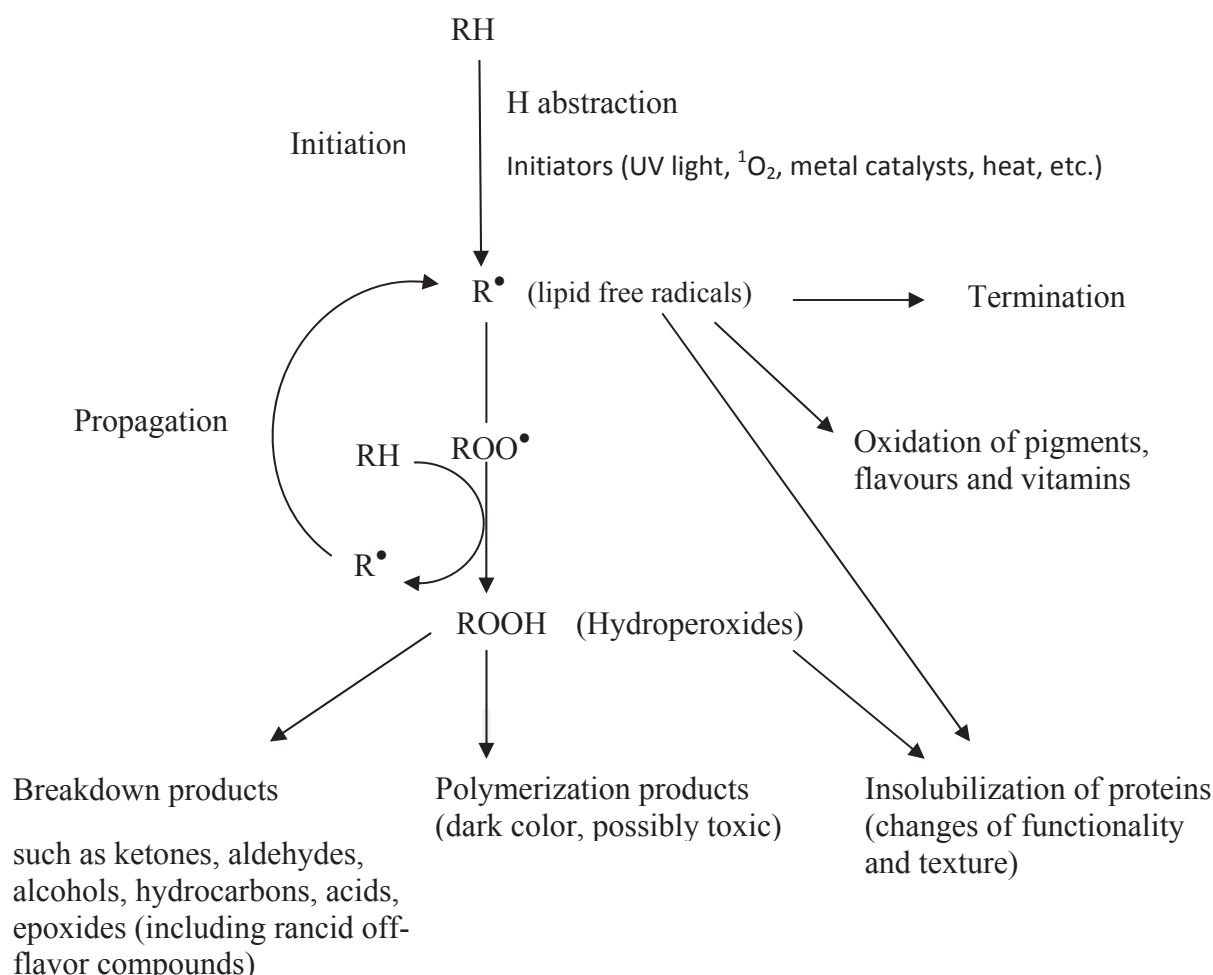 RH
H abstraction
Initiation
Initiators (UV light, ¹O₂, metal catalysts, heat, etc.)
R• (lipid free radicals)
Termination
Propagation
RH
ROO•
Oxidation of pigments,
flavours and vitamins
R•
ROOH (Hydroperoxides)
Breakdown products
such as ketones, aldehydes,
alcohols, hydrocarbons, acids,
epoxides (including rancid off-
flavor compounds)
Polymerization products
(dark color, possibly toxic)
Insolubilization of proteins
(changes of functionality
and texture)